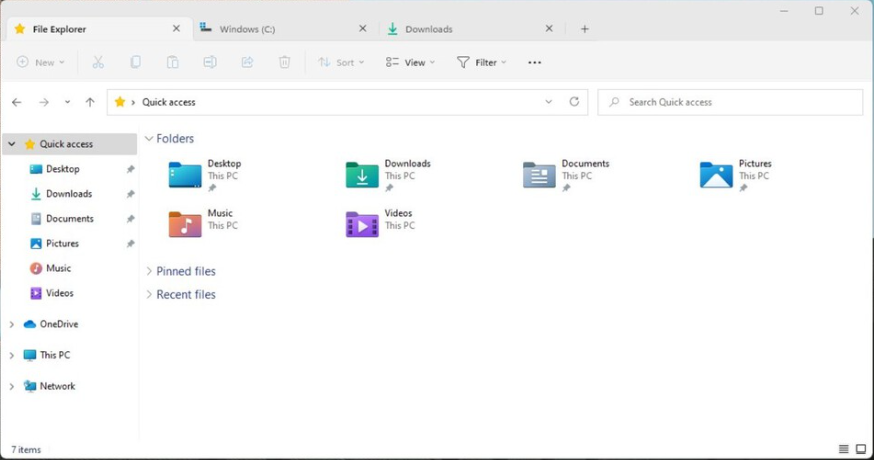 File Explorer
Windows (C:)
Downloads
New
Sort
View
Filter
Quick access
Search Quick access
Quick access
Desktop
Downloads
Documents
Pictures
Music
Videos
OneDrive
This PC
Network
Folders
Desktop
This PC
Downloads
This PC
Documents
This PC
Pictures
This PC
Music
This PC
Videos
This PC
Pinned files
Recent files
7 items